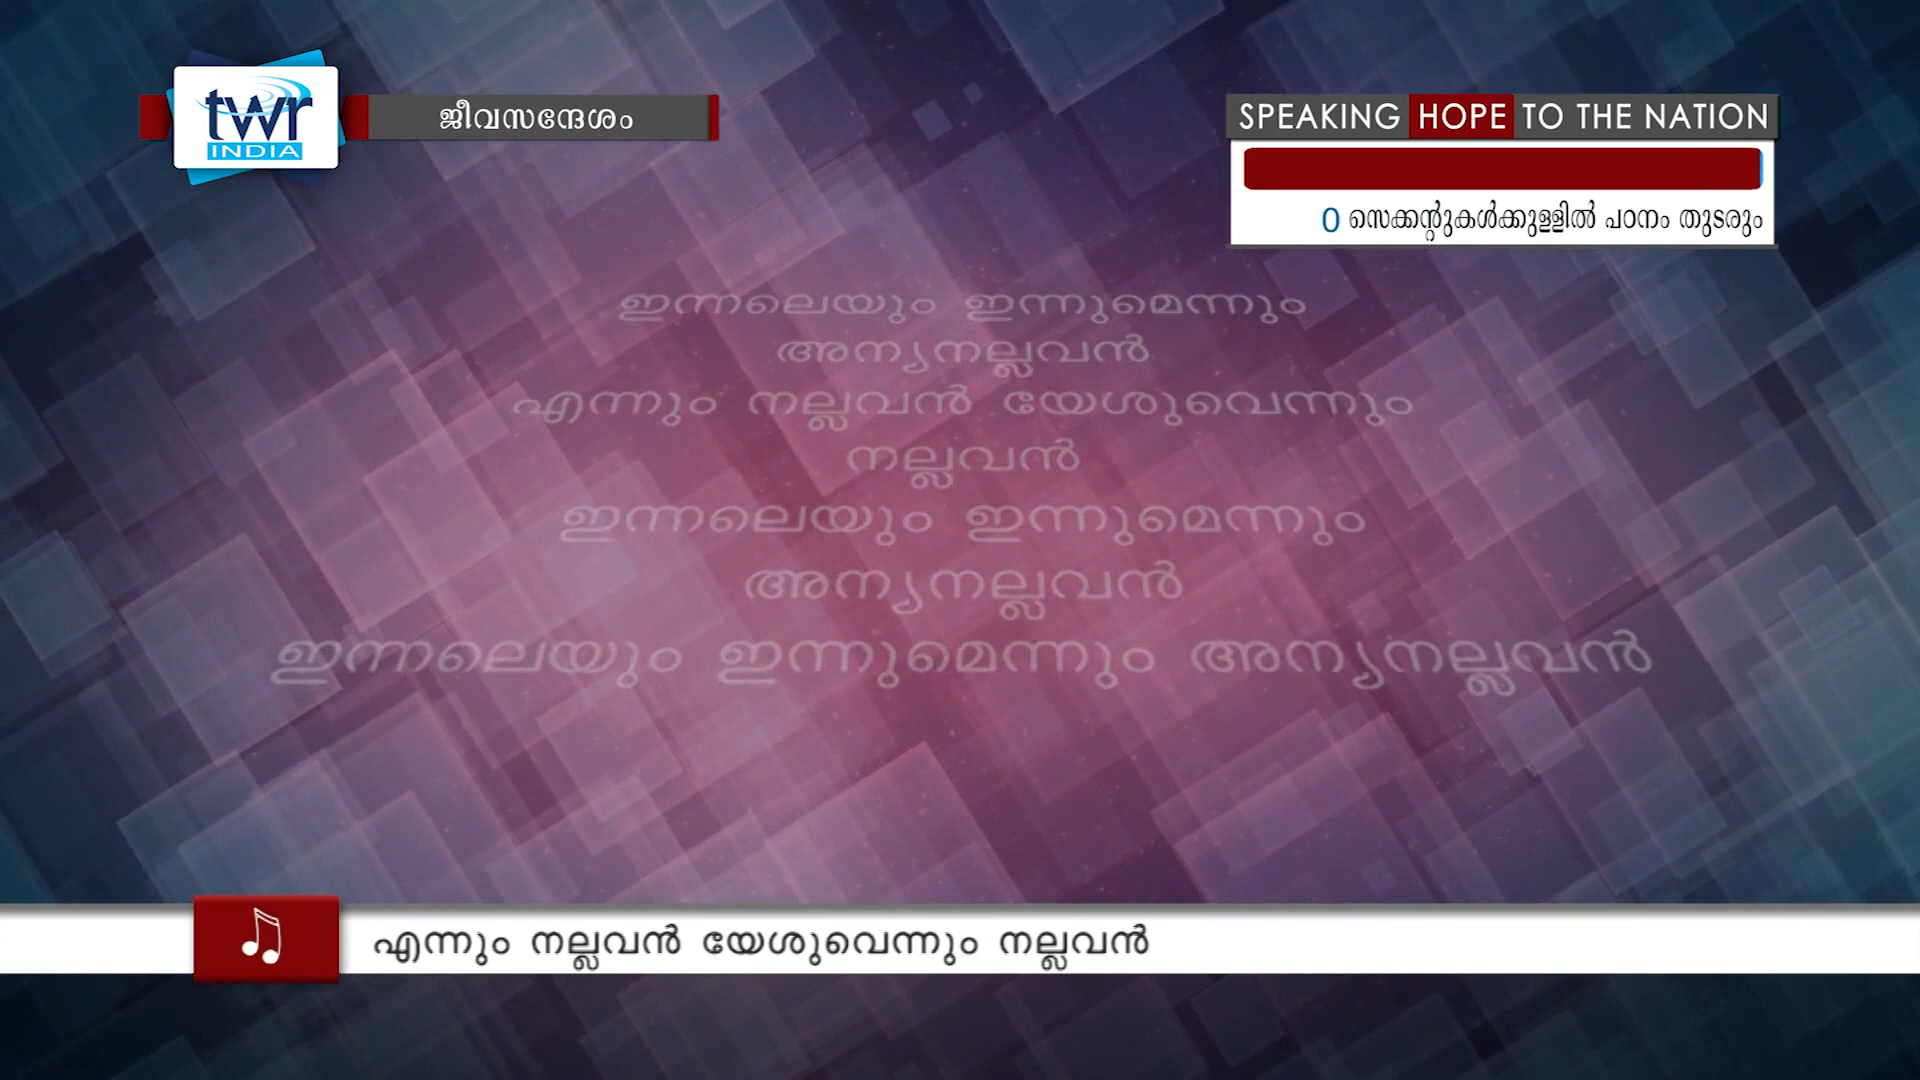 twr
INDIA
ജീവസന്ദേശം
SPEAKING HOPE TO THE NATION
0 സെക്കന്റുകൾക്കുള്ളിൽ പഠനം തുടരും
ഇന്നലെയും ഇന്നുമെന്നും
അന്യനല്ലവൻ
എന്നും നല്ലവൻ യേശുവെന്നും
നല്ലവൻ
ഇന്നലെയും ഇന്നുമെന്നും
അന്യനല്ലവൻ
ഇന്നലെയും ഇന്നുമെന്നും അന്യനല്ലവൻ
എന്നും നല്ലവൻ യേശുവെന്നും നല്ലവൻ